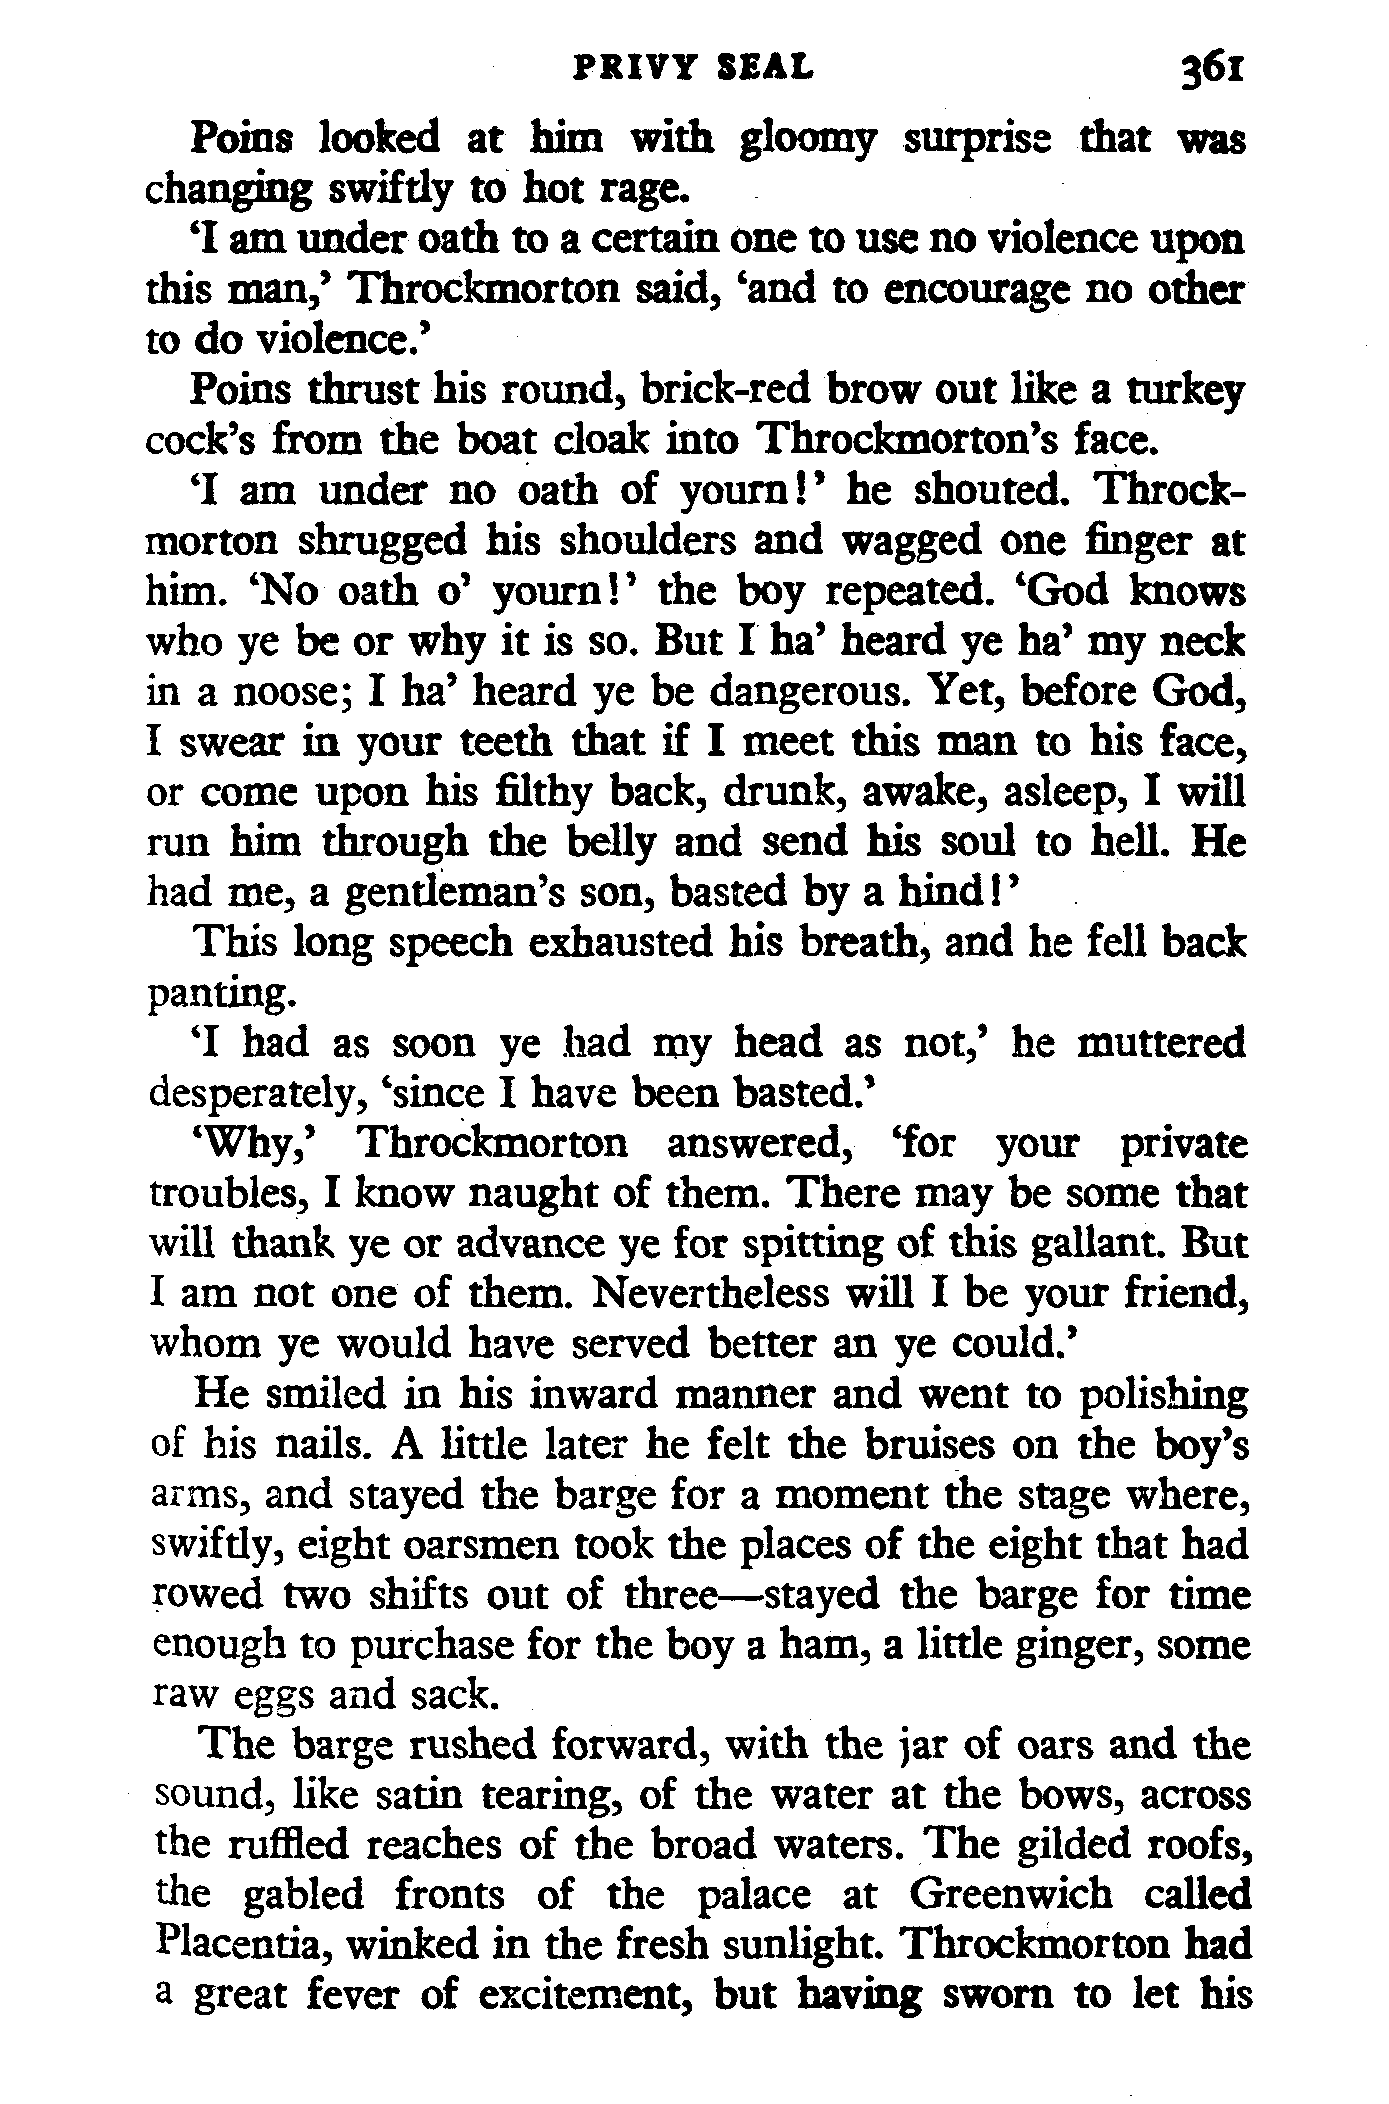 PRIVY SEAL 361
Poins looked at him with gloomy surprise that was
changing swiftly to hot rage.
‘I am under oath to a certain one to use no violence upon
this man,’ Throckmorton said, ‘and to encourage no other
to do violence.’
Poins thrust his round, brick-red brow out like a turkey
cock’s from the boat cloak into Throckmorton’s face.
‘I am under no oath of yourn!’ he shouted. Throck-
morton shrugged his shoulders and wagged one finger at
him. ‘No oath o’ yourn!’ the boy repeated. ‘God knows
who ye be or why it is so. But I ha’ heard ye ha’ my neck
in a noose; I ha’ heard ye be dangerous. Yet, before God,
I swear in your teeth that if I meet this man to his face,
or come upon his filthy back, drunk, awake, asleep, I will
run him through the belly and send his soul to hell. He
had me, a gentleman’s son, basted by a hind!’
This long speech exhausted his breath, and he fell back
panting.
‘I had as soon ye had my head as not,’ he muttered
desperately, ‘since I have been basted.’
‘Why,’ Throckmorton answered, ‘for your private
troubles, I know naught of them. There may be some that
will thank ye or advance ye for spitting of this gallant. But
I am not one of them. Nevertheless will I be your friend,
whom ye would have served better an ye could.’
He smiled in his inward manner and went to polishing
of his nails. A little later he felt the bruises on the boy’s
arms, and stayed the barge for a moment the stage where,
swiftly, eight oarsmen took the places of the eight that had
rowed two shifts out of three—stayed the barge for time
enough to purchase for the boy a ham, a little ginger, some
raw eggs and sack.
The barge rushed forward, with the jar of oars and the
sound, like satin tearing, of the water at the bows, across
the ruffled reaches of the broad waters. The gilded roofs,
the gabled fronts of the palace at Greenwich called
Placentia, winked in the fresh sunlight. Throckmorton had
a great fever of excitement, but having sworn to let his